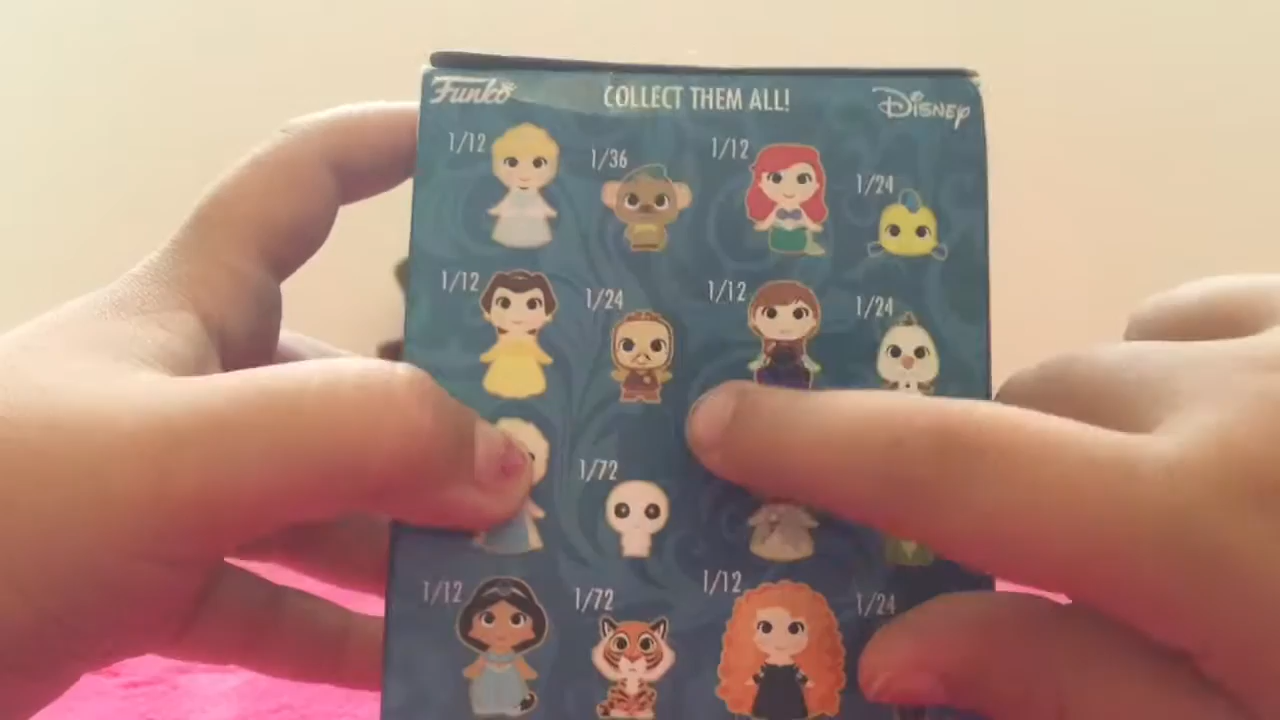 Funko COLLECT THEM ALL! Disney
1/12 1/36 1/12 1/24
1/12 1/24 1/12 1/24
1/72
1/12 1/72 1/12 1/24